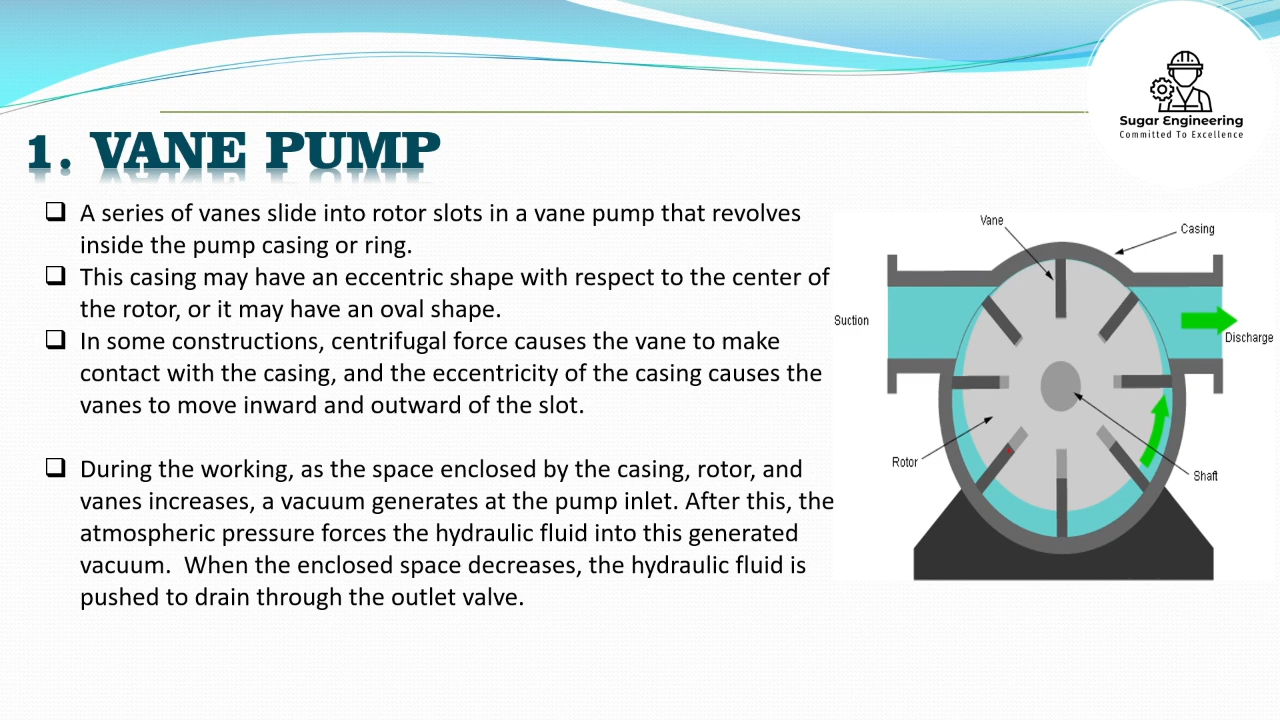 Sugar Engineering
Committed To Excellence
1. VANE PUMP
❑ A series of vanes slide into rotor slots in a vane pump that revolves
inside the pump casing or ring.
❑ This casing may have an eccentric shape with respect to the center of
the rotor, or it may have an oval shape.
❑ In some constructions, centrifugal force causes the vane to make
contact with the casing, and the eccentricity of the casing causes the
vanes to move inward and outward of the slot.
❑ During the working, as the space enclosed by the casing, rotor, and
vanes increases, a vacuum generates at the pump inlet. After this, the
atmospheric pressure forces the hydraulic fluid into this generated
vacuum.  When the enclosed space decreases, the hydraulic fluid is
pushed to drain through the outlet valve.
Vane
Casing
Suction
Discharge
Rotor
Shaft